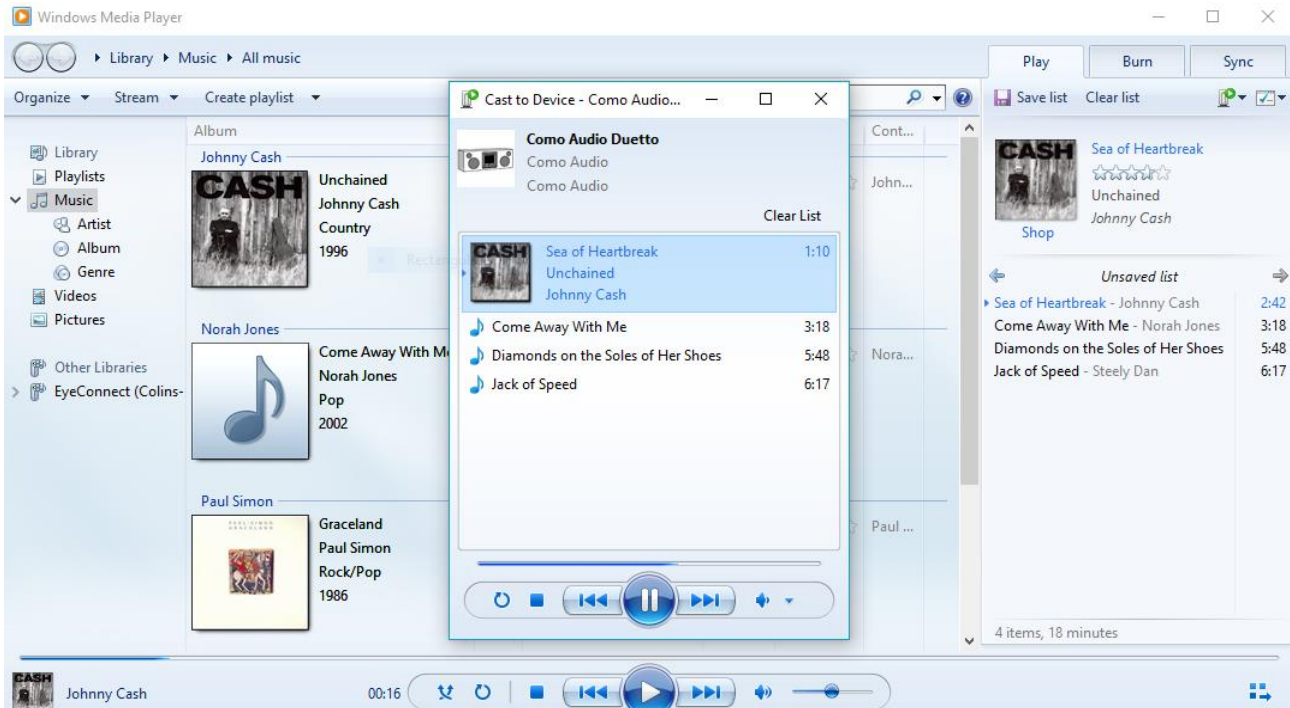 Windows Media Player
Library Music All music
Play Burn Sync
Organize Stream Create playlist
Save list Clear list
Library
Playlists
Music
Artist
Album
Genre
Videos
Pictures
Other Libraries
EyeConnect (Colins-
Album
Cont...
Johnny Cash
CASH
Unchained
Johnny Cash
Country
1996
John...
Norah Jones
Come Away With Me
Norah Jones
Pop
2002
Nora...
Paul Simon
PAUL SIMON
GRACELAND
Graceland
Paul Simon
Rock/Pop
1986
Paul ...
Cast to Device - Como Audio...
Como Audio Duetto
Como Audio
Como Audio
Clear List
CASH
Sea of Heartbreak 1:10
Unchained
Johnny Cash
Come Away With Me 3:18
Diamonds on the Soles of Her Shoes 5:48
Jack of Speed 6:17
CASH
Sea of Heartbreak
Unchained
Johnny Cash
Shop
Unsaved list
Sea of Heartbreak - Johnny Cash 2:42
Come Away With Me - Norah Jones 3:18
Diamonds on the Soles of Her Shoes 5:48
Jack of Speed - Steely Dan 6:17
4 items, 18 minutes
CASH
Johnny Cash
00:16